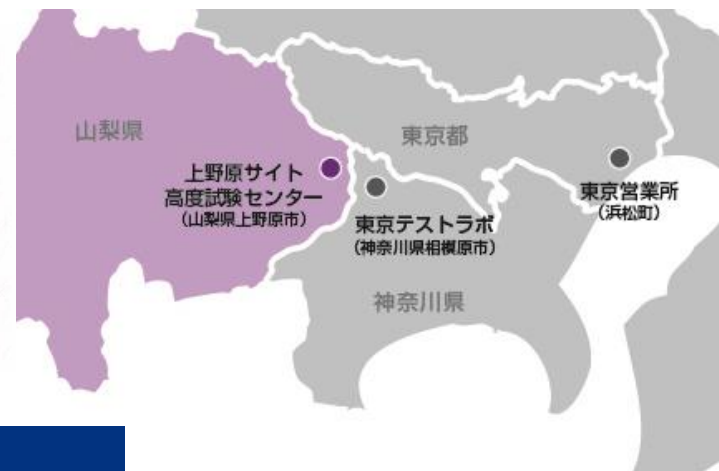 山梨県
東京都
上野原サイト
高度試験センター
(山梨県上野原市)
東京テストラボ
(神奈川県相模原市)
東京営業所
(浜松町)
神奈川県